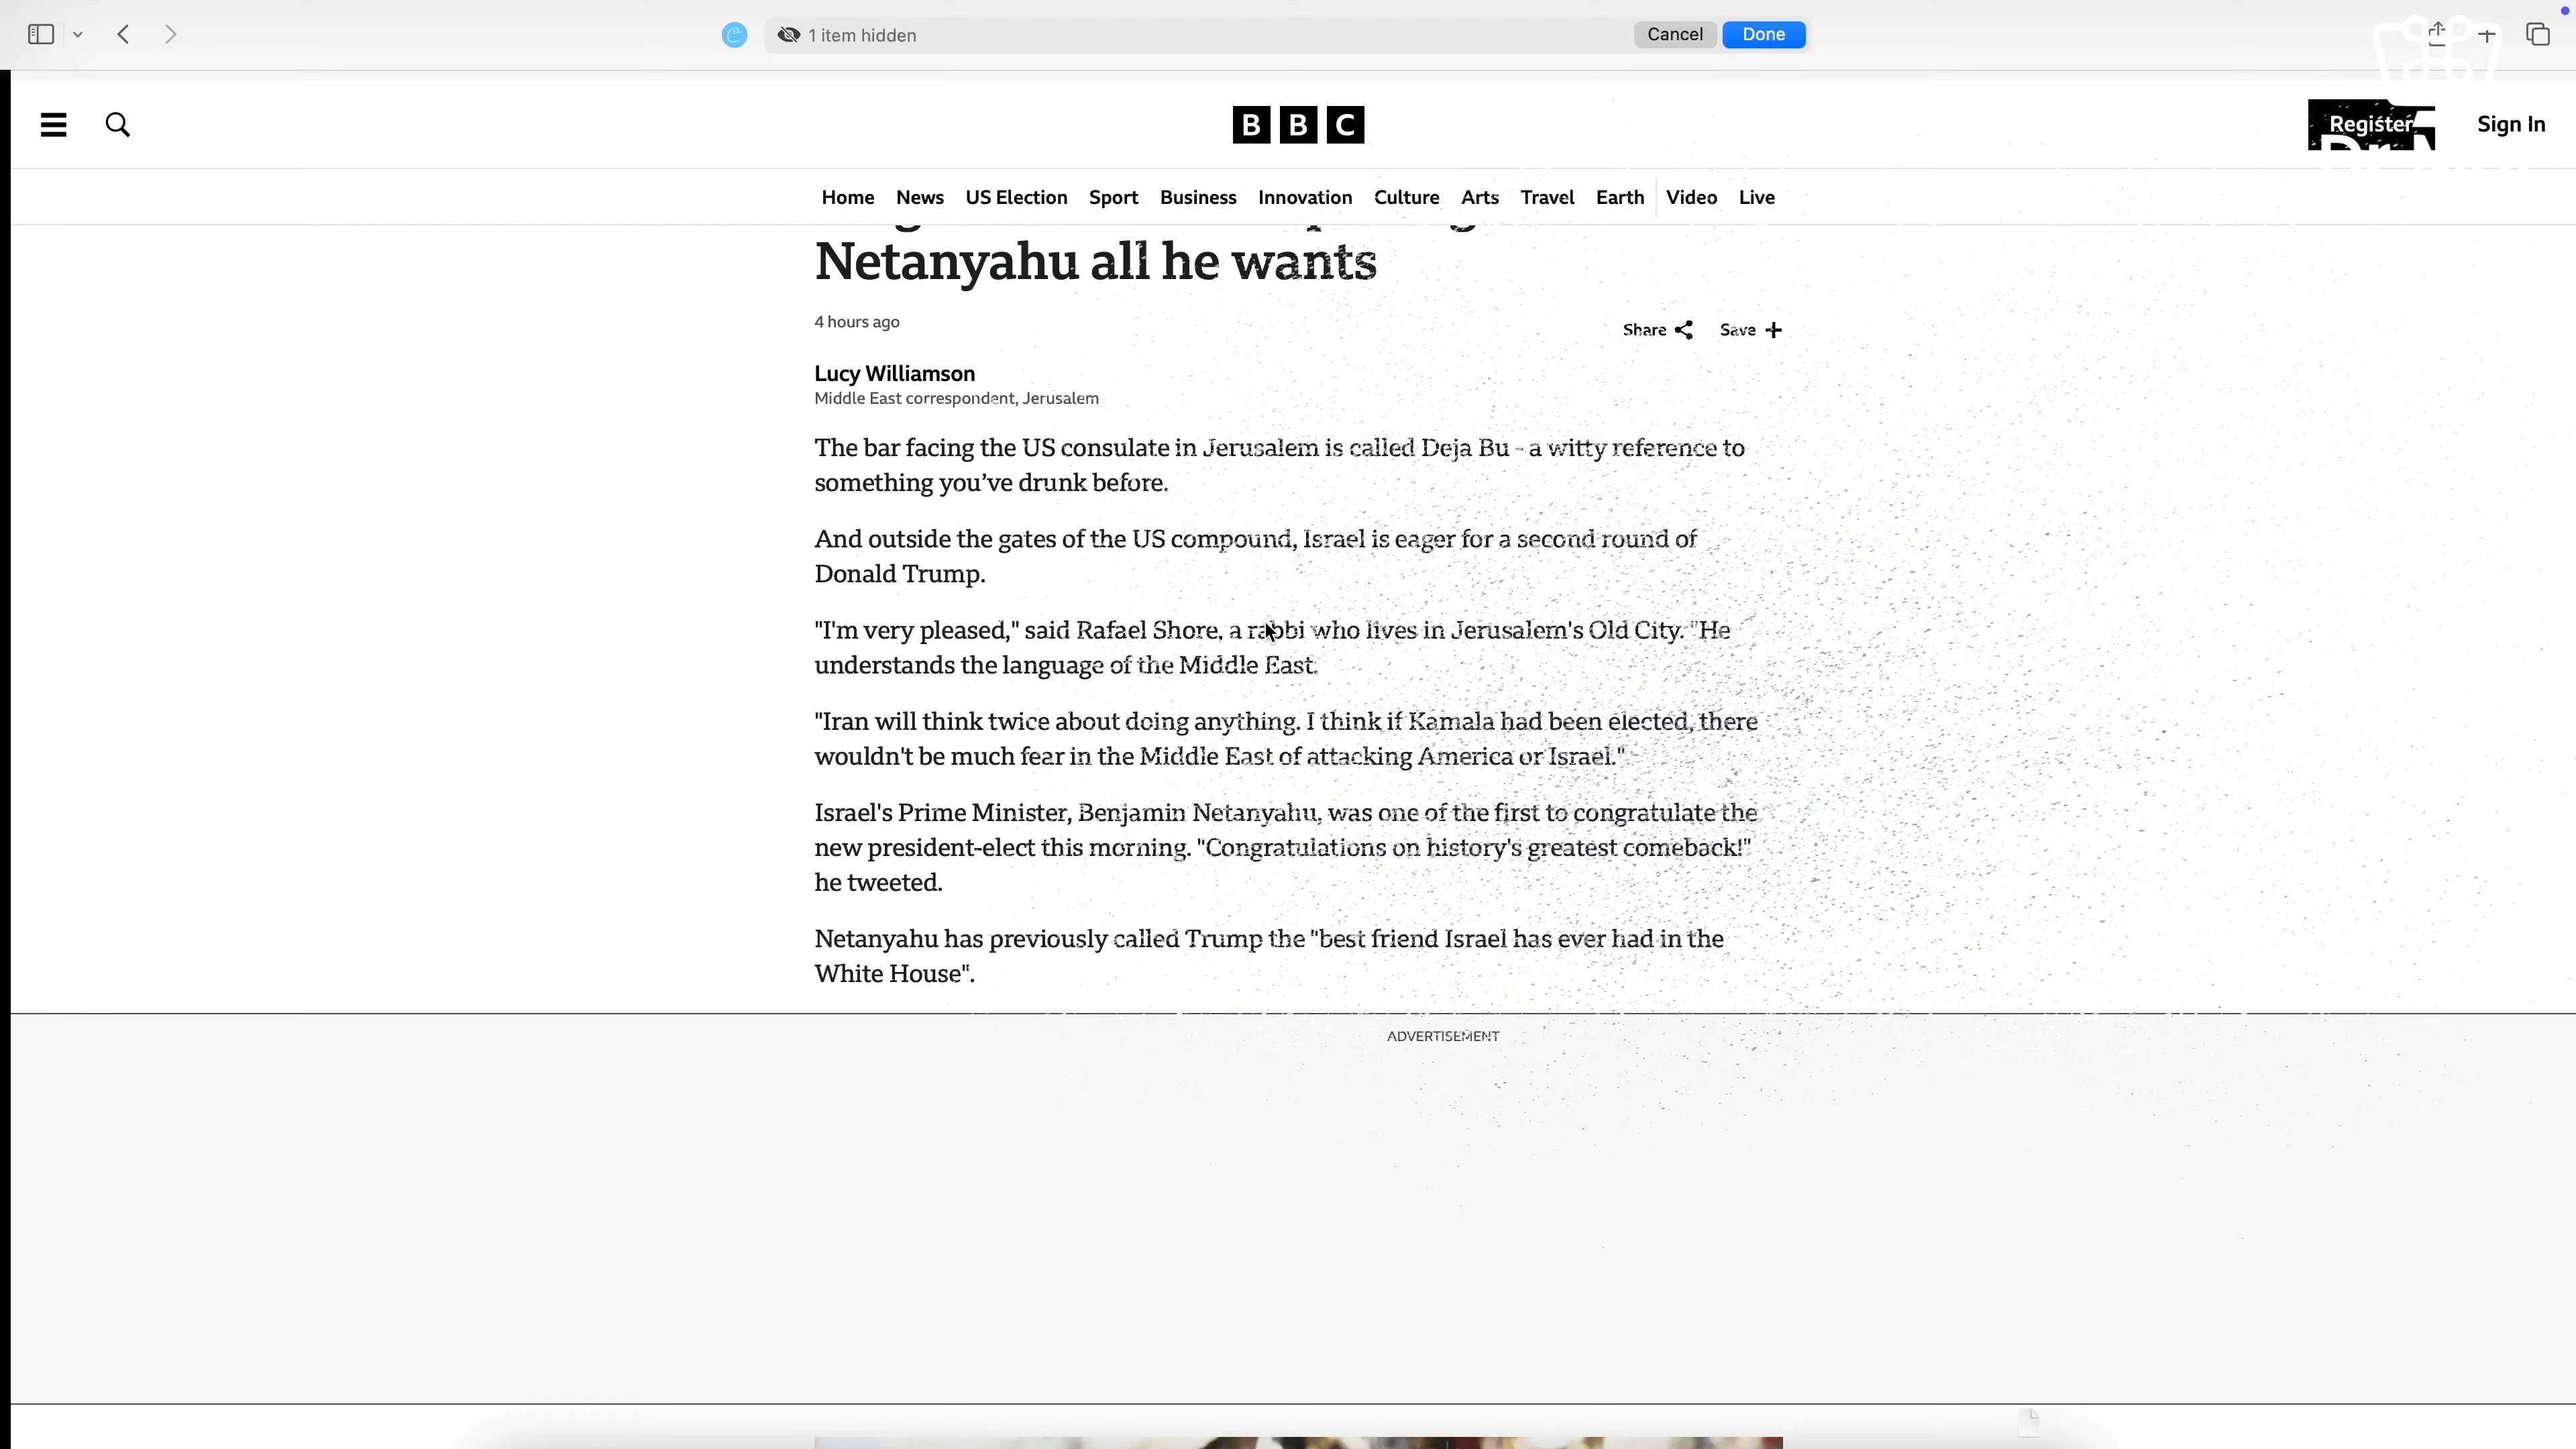 1 item hidden
Cancel
Done
BBC
Register
Sign In
Home News US Election Sport Business Innovation Culture Arts Travel Earth Video Live
Netanyahu all he wants
4 hours ago
Share
Save
Lucy Williamson
Middle East correspondent, Jerusalem
The bar facing the US consulate in Jerusalem is called Deja Bu - a witty reference to
something you’ve drunk before.
And outside the gates of the US compound, Israel is eager for a second round of
Donald Trump.
"I'm very pleased," said Rafael Shore, a rabbi who lives in Jerusalem's Old City. "He
understands the language of the Middle East.
"Iran will think twice about doing anything. I think if Kamala had been elected, there
wouldn't be much fear in the Middle East of attacking America or Israel."
Israel's Prime Minister, Benjamin Netanyahu, was one of the first to congratulate the
new president-elect this morning. "Congratulations on history's greatest comeback!"
he tweeted.
Netanyahu has previously called Trump the "best friend Israel has ever had in the
White House".
ADVERTISEMENT